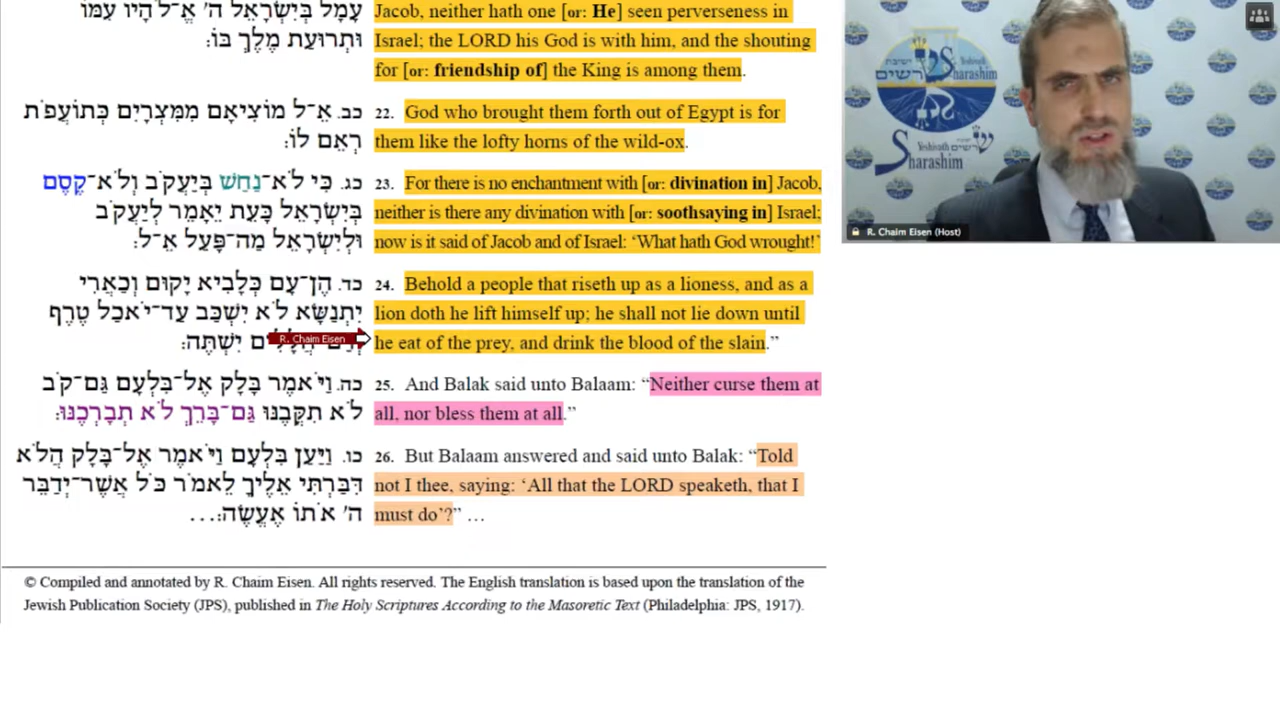 עָמָל בְּיִשְׂרָאֵל ה׳ אֱ־לֹהָיו עִמּוֹ
וּתְרוּעַת מֶלֶךְ בּוֹ:
Jacob, neither hath one [or: He] seen perverseness in
Israel; the LORD his God is with him, and the shouting
for [or: friendship of] the King is among them.
כב. אֵ־ל מוֹצִיאָם מִמִּצְרָיִם כְּתוֹעֲפֹת
רְאֵם לוֹ:
22. God who brought them forth out of Egypt is for
them like the lofty horns of the wild-ox.
כג. כִּי לֹא־נַחַשׁ בְּיַעֲקֹב וְלֹא־קֶסֶם
בְּיִשְׂרָאֵל כָּעֵת יֵאָמֵר לְיַעֲקֹב
וּלְיִשְׂרָאֵל מַה־פָּעַל אֵ־ל:
23. For there is no enchantment with [or: divination in] Jacob,
neither is there any divination with [or: soothsaying in] Israel;
now is it said of Jacob and of Israel: ‘What hath God wrought!’
כד. הֶן־עָם כְּלָבִיא יָקוּם וְכַאֲרִי
יִתְנַשָּׂא לֹא יִשְׁכַּב עַד־יֹאכַל טֶרֶף
יִשְׁתֶּה:
R. Chaim Eisen
24. Behold a people that riseth up as a lioness, and as a
lion doth he lift himself up; he shall not lie down until
he eat of the prey, and drink the blood of the slain.”
כה. וַיֹּאמֶר בָּלָק אֶל־בִּלְעָם גַּם־קֹב
לֹא תִקֳּבֶנּוּ גַּם־בָּרֵךְ לֹא תְבָרְכֶנּוּ:
25. And Balak said unto Balaam: “Neither curse them at
all, nor bless them at all.”
כו. וַיַּעַן בִּלְעָם וַיֹּאמֶר אֶל־בָּלָק הֲלֹא
דִּבַּרְתִּי אֵלֶיךָ לֵאמֹר כֹּל אֲשֶׁר־יְדַבֵּר
ה׳ אֹתוֹ אֶעֱשֶׂה:...
26. But Balaam answered and said unto Balak: “Told
not I thee, saying: ‘All that the LORD speaketh, that I
must do’?” …
© Compiled and annotated by R. Chaim Eisen. All rights reserved. The English translation is based upon the translation of the
Jewish Publication Society (JPS), published in The Holy Scriptures According to the Masoretic Text (Philadelphia: JPS, 1917).
ישיבת שרשים
Yeshivath
Sharashim
Yeshivath ישיבת
Sharashim שרשים
R. Chaim Eisen (Host)